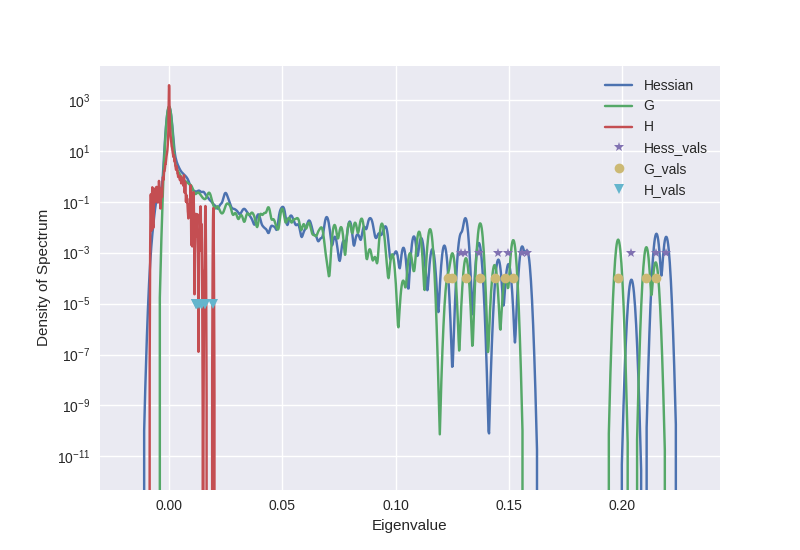 Hessian
G
H
Hess_vals
G_vals
H_vals
10^3
10^1
10^-1
10^-3
10^-5
10^-7
10^-9
10^-11
Density of Spectrum
0.00 0.05 0.10 0.15 0.20
Eigenvalue